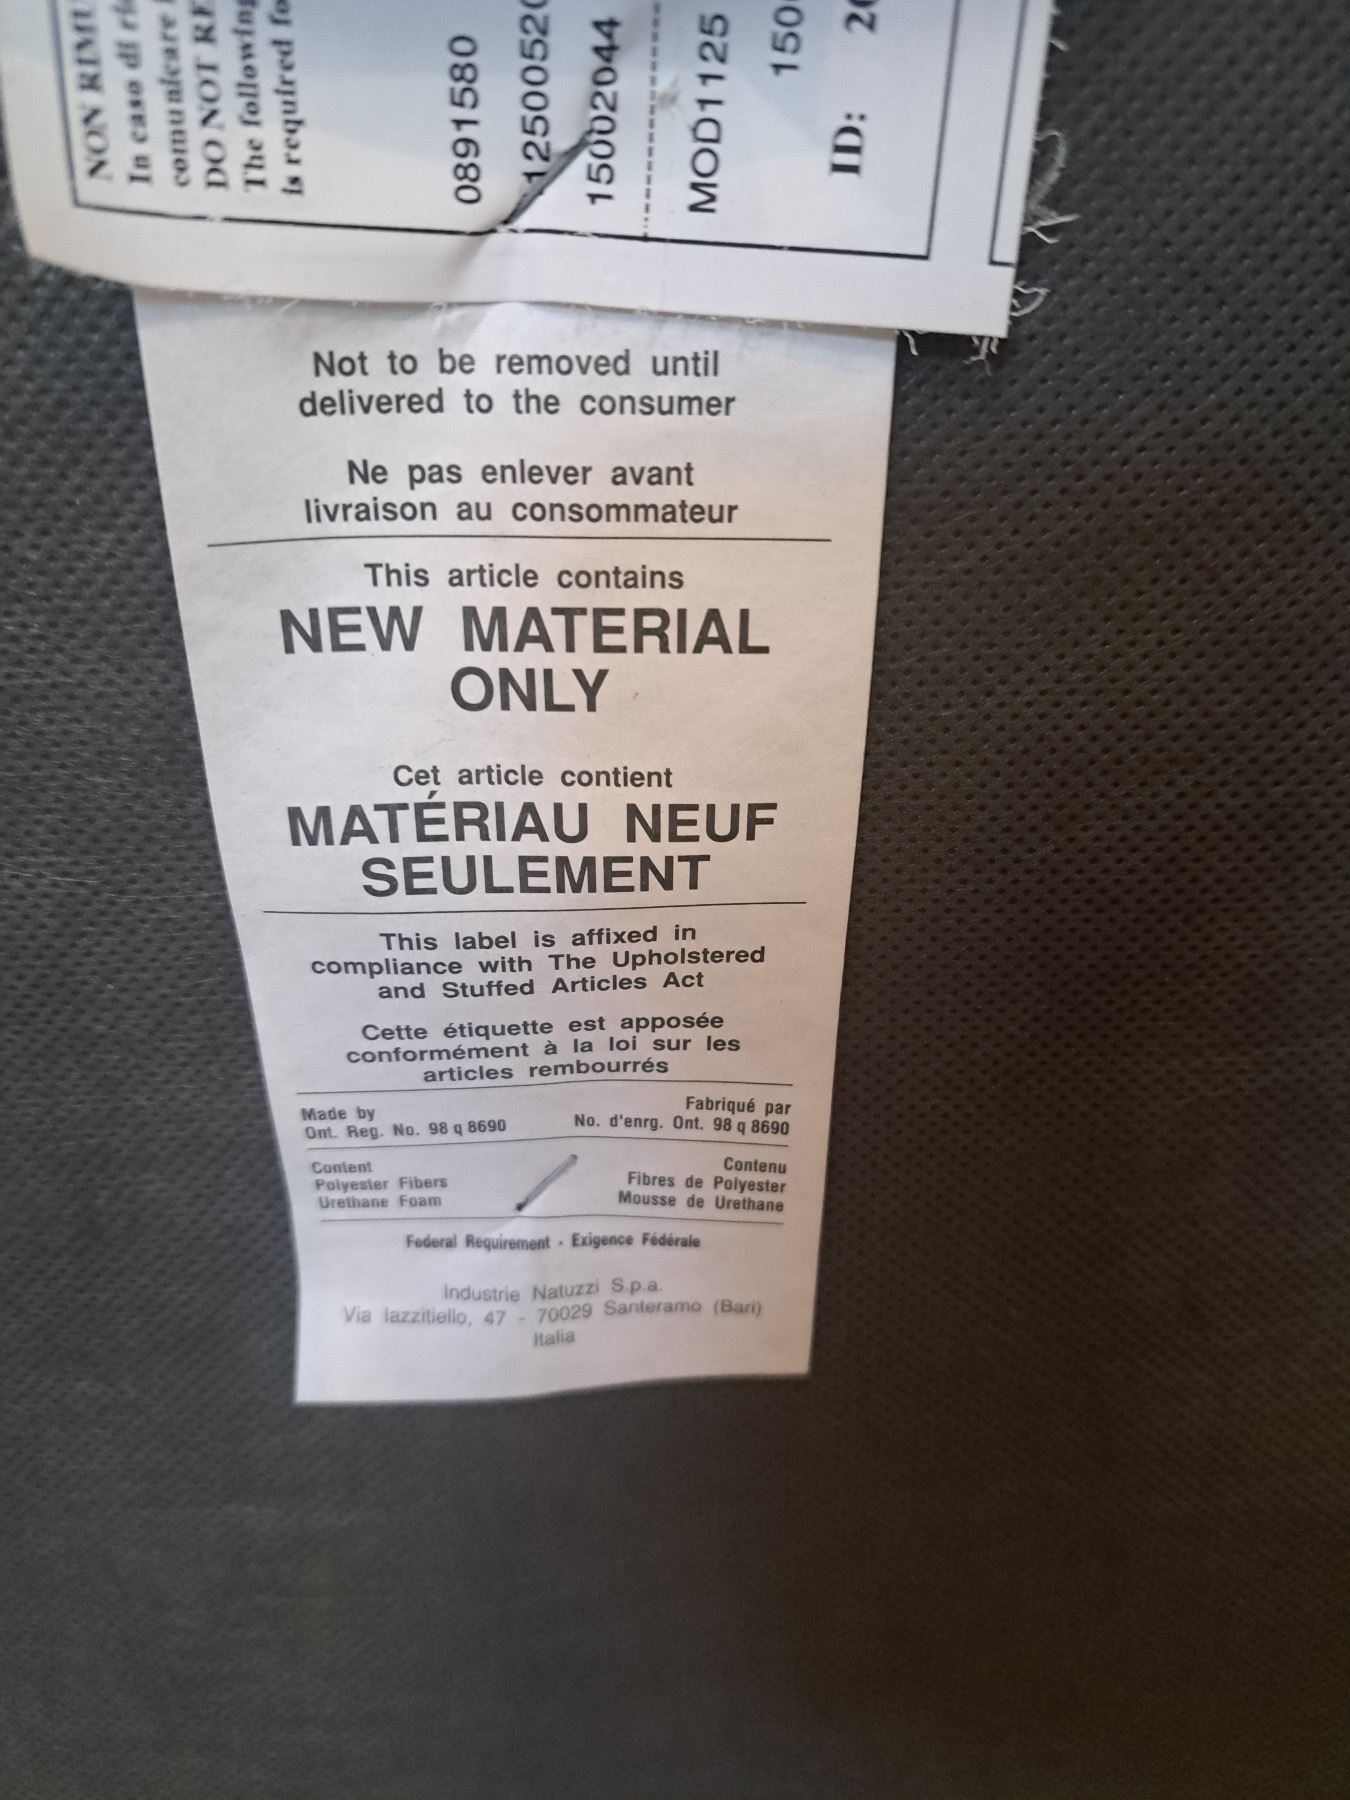 NON RIMU
In caso di ri
comunicare
DO NOT RE
The following
is required fo
0891580
12500520
15002044
MOD1125
150
ID: 20
Not to be removed until
delivered to the consumer
Ne pas enlever avant
livraison au consommateur
This article contains
NEW MATERIAL
ONLY
Cet article contient
MATÉRIAU NEUF
SEULEMENT
This label is affixed in
compliance with The Upholstered
and Stuffed Articles Act
Cette étiquette est apposée
conformément à la loi sur les
articles rembourrés
Made by Fabriqué par
Ont. Reg. No. 98 q 8690 No. d'enrg. Ont. 98 q 8690
Content Contenu
Polyester Fibers Fibres de Polyester
Urethane Foam Mousse de Urethane
Federal Requirement - Exigence Fédérale
Industrie Natuzzi S.p.a.
Via Iazzitiello, 47 - 70029 Santeramo (Bari)
Italia